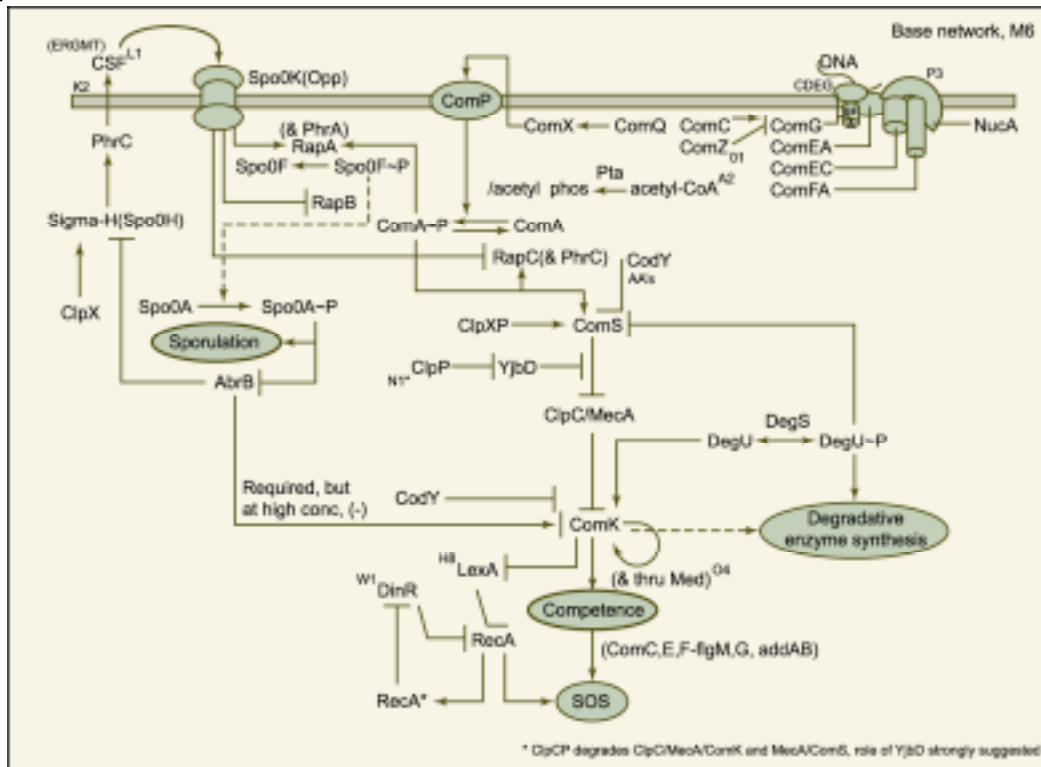 Base network, M6
(ERGMT)
CSF L1
Spo0K(Opp)
DNA
CDEG
P3
K2
ComP
(& PhrA)
RapA
ComX
ComQ
ComC
ComG
NucA
PhrC
ComZ O1
ComEA
Spo0F
Spo0F~P
Pta
ComEC
/acetyl phos
acetyl-CoA A2
ComFA
RapB
Sigma-H(Spo0H)
ComA~P
ComA
RapC(& PhrC)
CodY
AA's
Spo0A
Spo0A~P
ClpX
ClpXP
ComS
Sporulation
N1* ClpP
YjbD
AbrB
ClpC/MecA
DegS
DegU
DegU~P
Required, but
at high conc, (-)
CodY
ComK
Degradative
enzyme synthesis
H8 LexA
(& thru Med) O4
W1 DinR
Competence
RecA
(ComC,E,F-flgM,G, addAB)
RecA*
SOS
* ClpCP degrades ClpC/MecA/ComK and MecA/ComS, role of YjbD strongly suggested